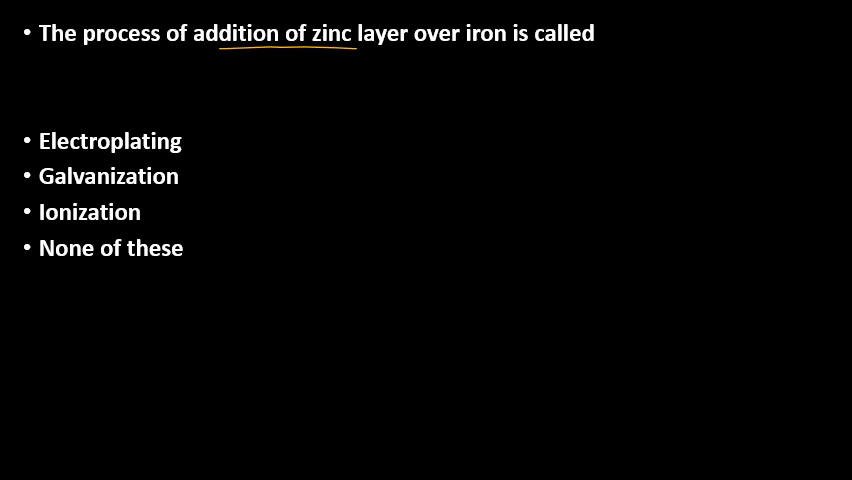 • The process of addition of zinc layer over iron is called
• Electroplating
• Galvanization
• Ionization
• None of these